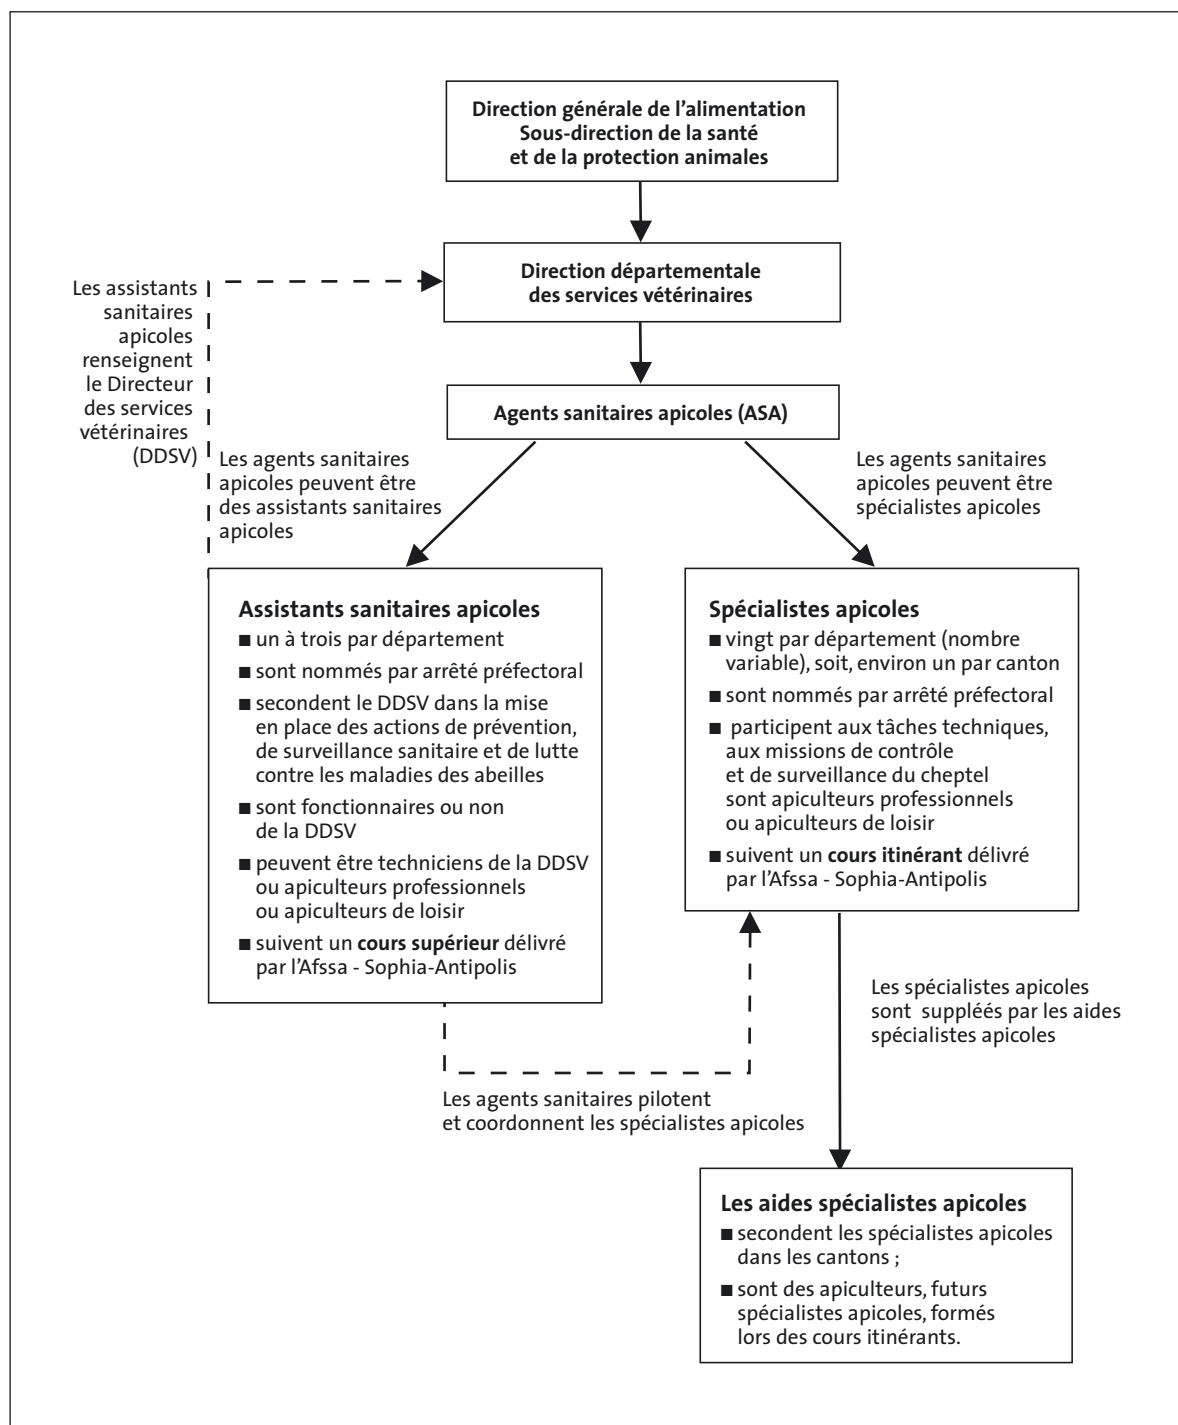 Direction générale de l’alimentation
Sous-direction de la santé
et de la protection animales
Direction départementale
des services vétérinaires
Les assistants
sanitaires
apicoles
renseignent
le Directeur
des services
vétérinaires
(DDSV)
Agents sanitaires apicoles (ASA)
Les agents sanitaires
apicoles peuvent être
des assistants sanitaires
apicoles
Les agents sanitaires
apicoles peuvent être
spécialistes apicoles
Assistants sanitaires apicoles
■ un à trois par département
■ sont nommés par arrêté préfectoral
■ secondent le DDSV dans la mise
en place des actions de prévention,
de surveillance sanitaire et de lutte
contre les maladies des abeilles
■ sont fonctionnaires ou non
de la DDSV
■ peuvent être techniciens de la DDSV
ou apiculteurs professionnels
ou apiculteurs de loisir
■ suivent un cours supérieur délivré
par l’Afssa - Sophia-Antipolis
Spécialistes apicoles
■ vingt par département (nombre
variable), soit, environ un par canton
■ sont nommés par arrêté préfectoral
■ participent aux tâches techniques,
aux missions de contrôle
et de surveillance du cheptel
sont apiculteurs professionnels
ou apiculteurs de loisir
■ suivent un cours itinérant délivré
par l’Afssa - Sophia-Antipolis
Les spécialistes apicoles
sont suppléés par les aides
spécialistes apicoles
Les agents sanitaires pilotent
et coordonnent les spécialistes apicoles
Les aides spécialistes apicoles
■ secondent les spécialistes apicoles
dans les cantons ;
■ sont des apiculteurs, futurs
spécialistes apicoles, formés
lors des cours itinérants.